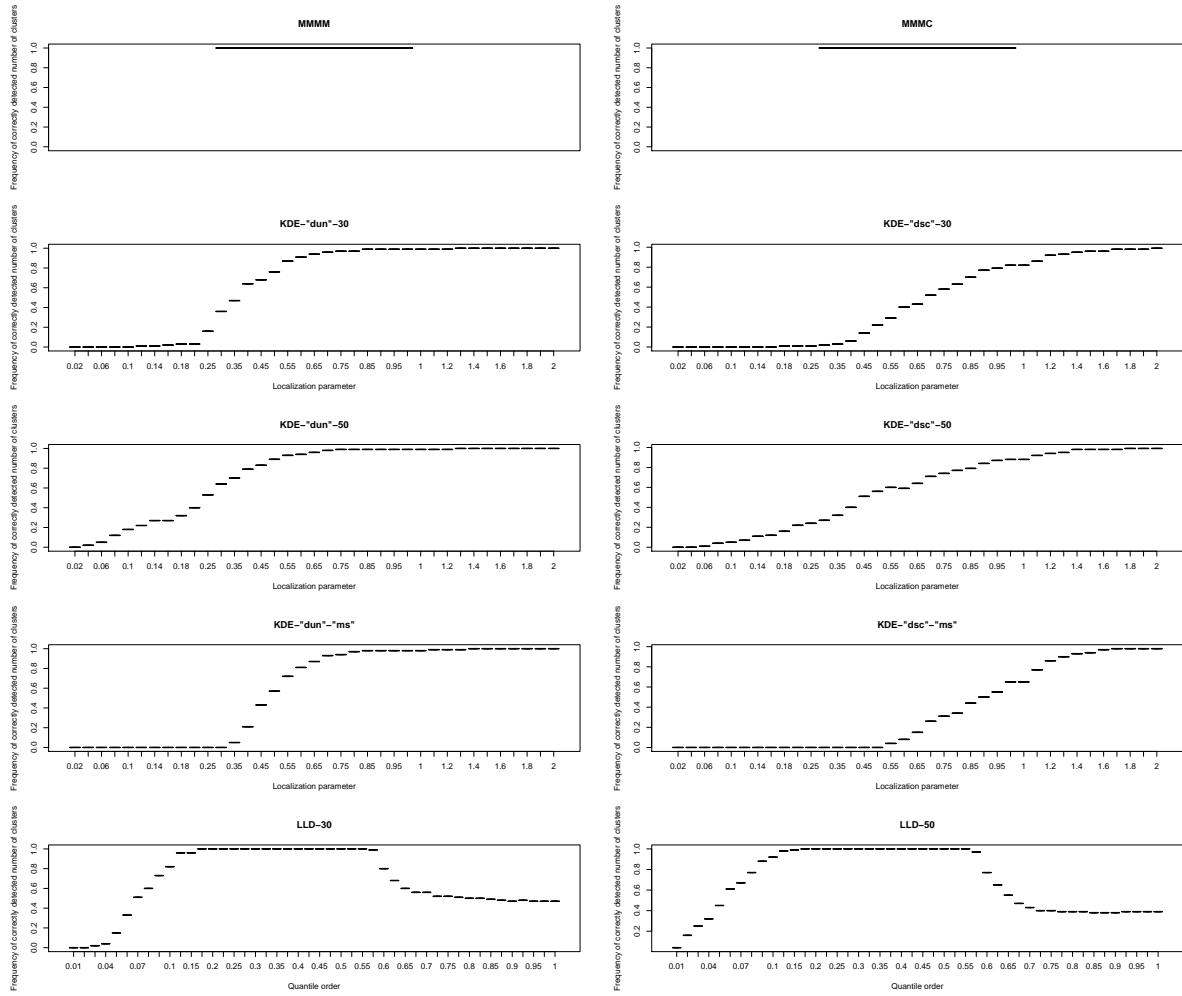 MMMM
Frequency of correctly detected number of clusters
0.0 0.2 0.4 0.6 0.8 1.0
MMMC
Frequency of correctly detected number of clusters
0.0 0.2 0.4 0.6 0.8 1.0
KDE−"dun"−30
Frequency of correctly detected number of clusters
0.0 0.2 0.4 0.6 0.8 1.0
0.02 0.06 0.1 0.14 0.18 0.25 0.35 0.45 0.55 0.65 0.75 0.85 0.95 1 1.2 1.4 1.6 1.8 2
Localization parameter
KDE−"dsc"−30
Frequency of correctly detected number of clusters
0.0 0.2 0.4 0.6 0.8 1.0
0.02 0.06 0.1 0.14 0.18 0.25 0.35 0.45 0.55 0.65 0.75 0.85 0.95 1 1.2 1.4 1.6 1.8 2
Localization parameter
KDE−"dun"−50
Frequency of correctly detected number of clusters
0.0 0.2 0.4 0.6 0.8 1.0
0.02 0.06 0.1 0.14 0.18 0.25 0.35 0.45 0.55 0.65 0.75 0.85 0.95 1 1.2 1.4 1.6 1.8 2
Localization parameter
KDE−"dsc"−50
Frequency of correctly detected number of clusters
0.0 0.2 0.4 0.6 0.8 1.0
0.02 0.06 0.1 0.14 0.18 0.25 0.35 0.45 0.55 0.65 0.75 0.85 0.95 1 1.2 1.4 1.6 1.8 2
Localization parameter
KDE−"dun"−"ms"
Frequency of correctly detected number of clusters
0.0 0.2 0.4 0.6 0.8 1.0
0.02 0.06 0.1 0.14 0.18 0.25 0.35 0.45 0.55 0.65 0.75 0.85 0.95 1 1.2 1.4 1.6 1.8 2
Localization parameter
KDE−"dsc"−"ms"
Frequency of correctly detected number of clusters
0.0 0.2 0.4 0.6 0.8 1.0
0.02 0.06 0.1 0.14 0.18 0.25 0.35 0.45 0.55 0.65 0.75 0.85 0.95 1 1.2 1.4 1.6 1.8 2
Localization parameter
LLD−30
Frequency of correctly detected number of clusters
0.0 0.2 0.4 0.6 0.8 1.0
0.01 0.04 0.07 0.1 0.15 0.2 0.25 0.3 0.35 0.4 0.45 0.5 0.55 0.6 0.65 0.7 0.75 0.8 0.85 0.9 0.95 1
Quantile order
LLD−50
Frequency of correctly detected number of clusters
0.2 0.4 0.6 0.8 1.0
0.01 0.04 0.07 0.1 0.15 0.2 0.25 0.3 0.35 0.4 0.45 0.5 0.55 0.6 0.65 0.7 0.75 0.8 0.85 0.9 0.95 1
Quantile order